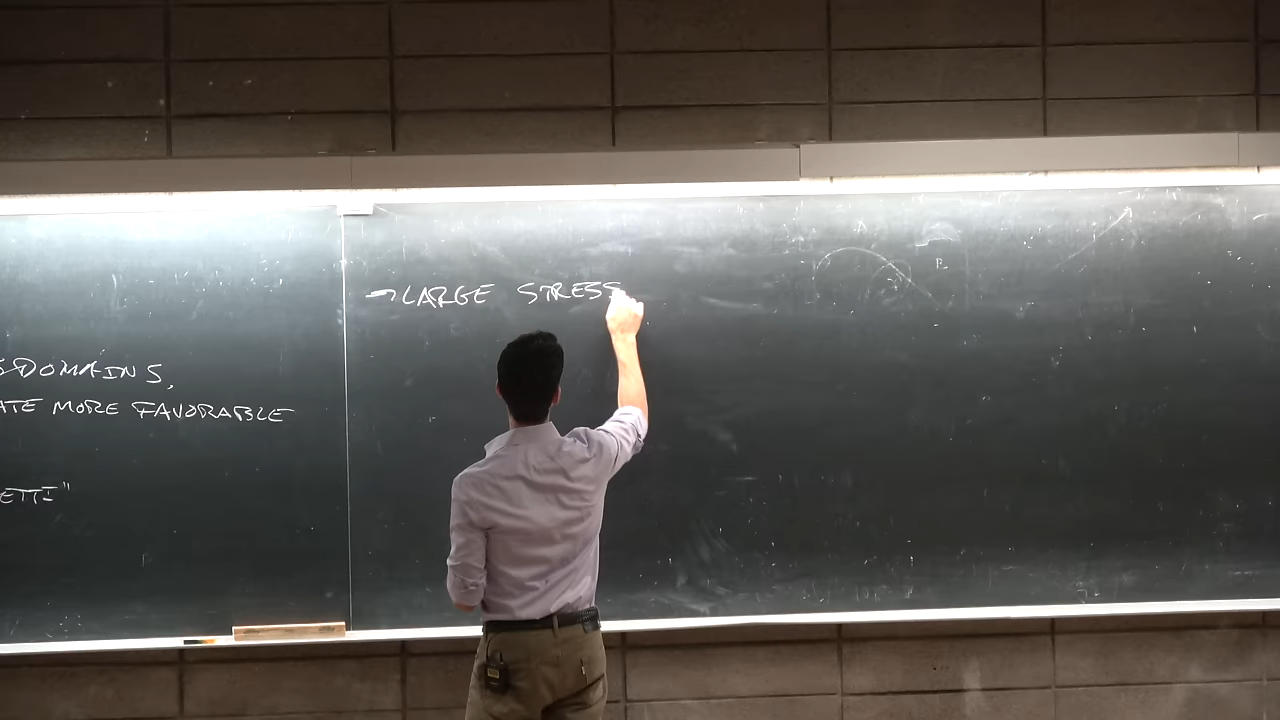 SDOMAINS,
ATE MORE FAVORABLE
ETTI"
→LARGE STRESS